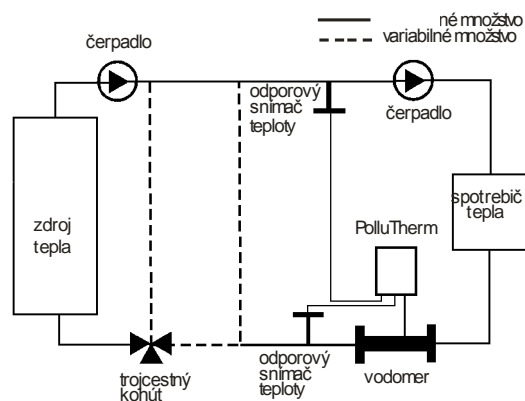 né množstvo
variabilné množstvo
čerpadlo
odporový
snímač
teploty
čerpadlo
zdroj
tepla
spotrebič
tepla
PolluTherm
trojcestný
kohút
odporový
snímač
teploty
vodomer